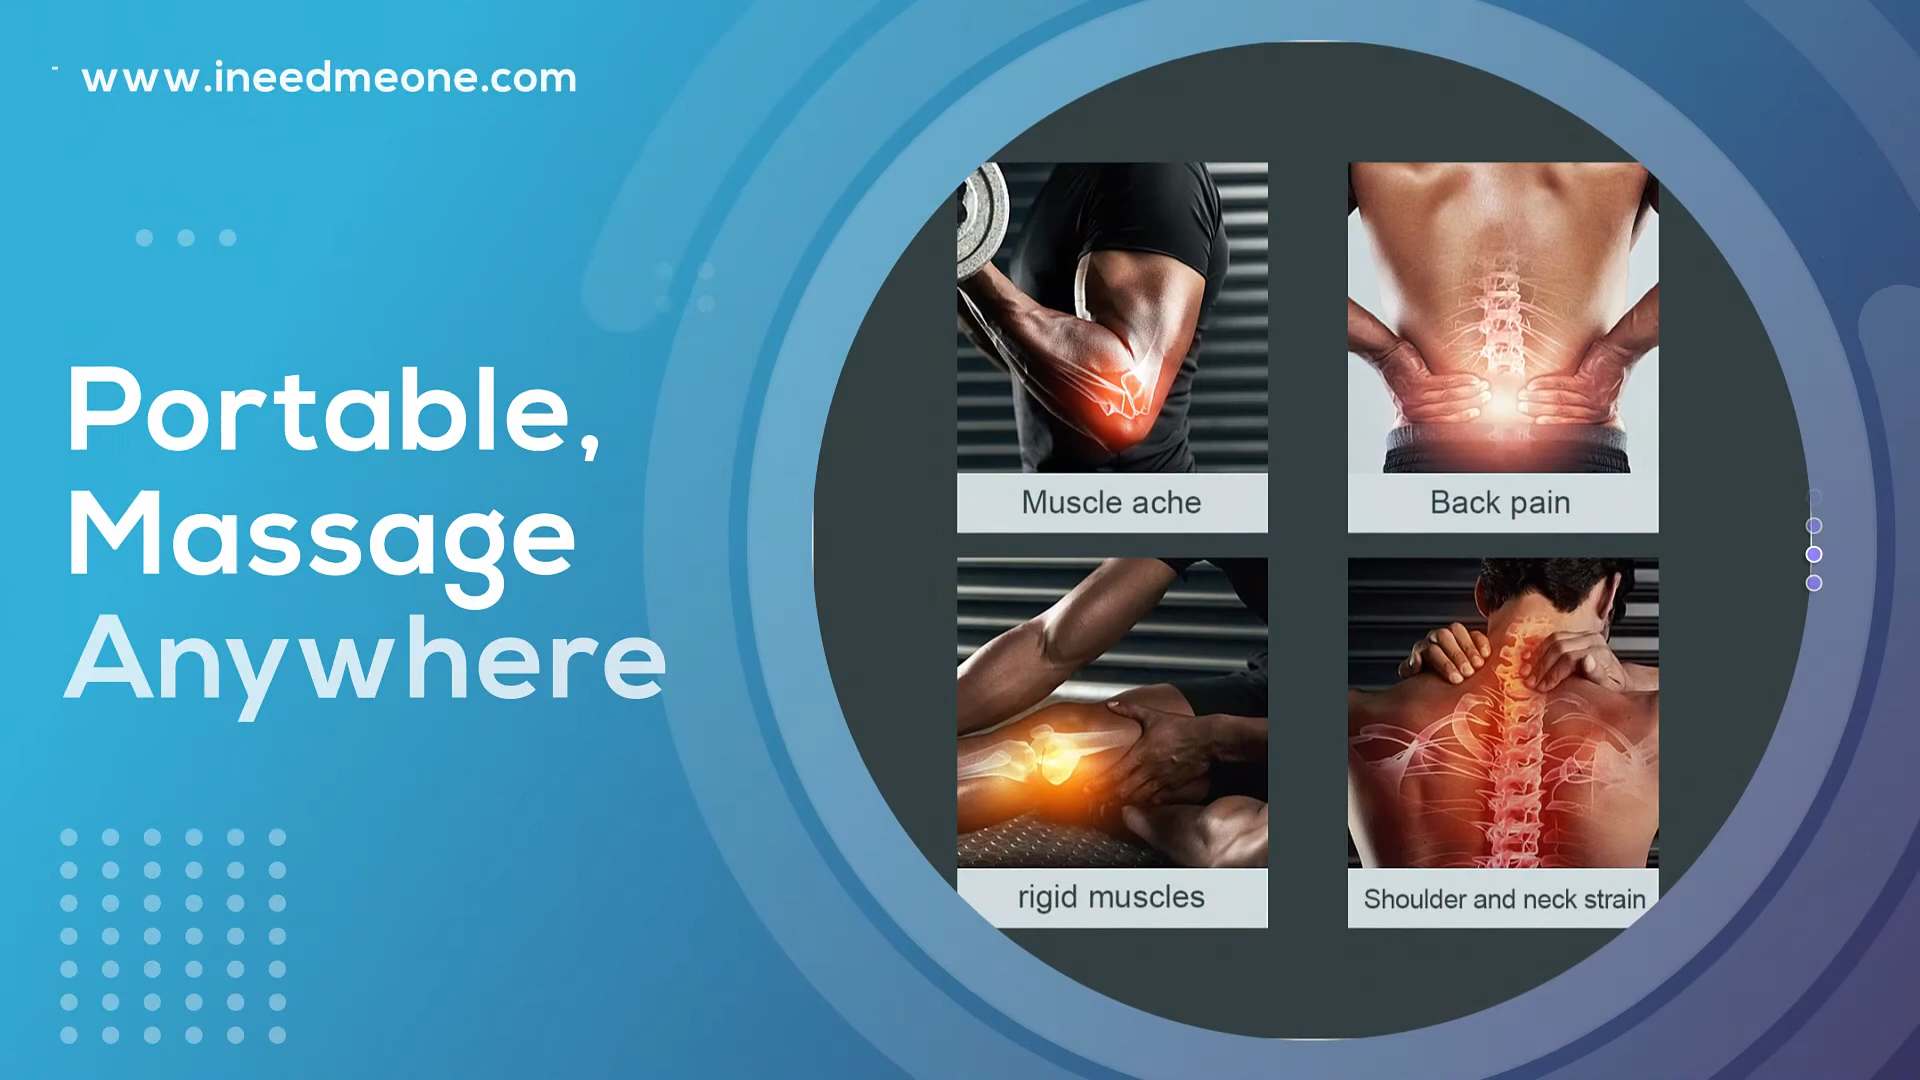 www.ineedmeone.com
Portable,
Massage
Anywhere
Muscle ache
Back pain
rigid muscles
Shoulder and neck strain